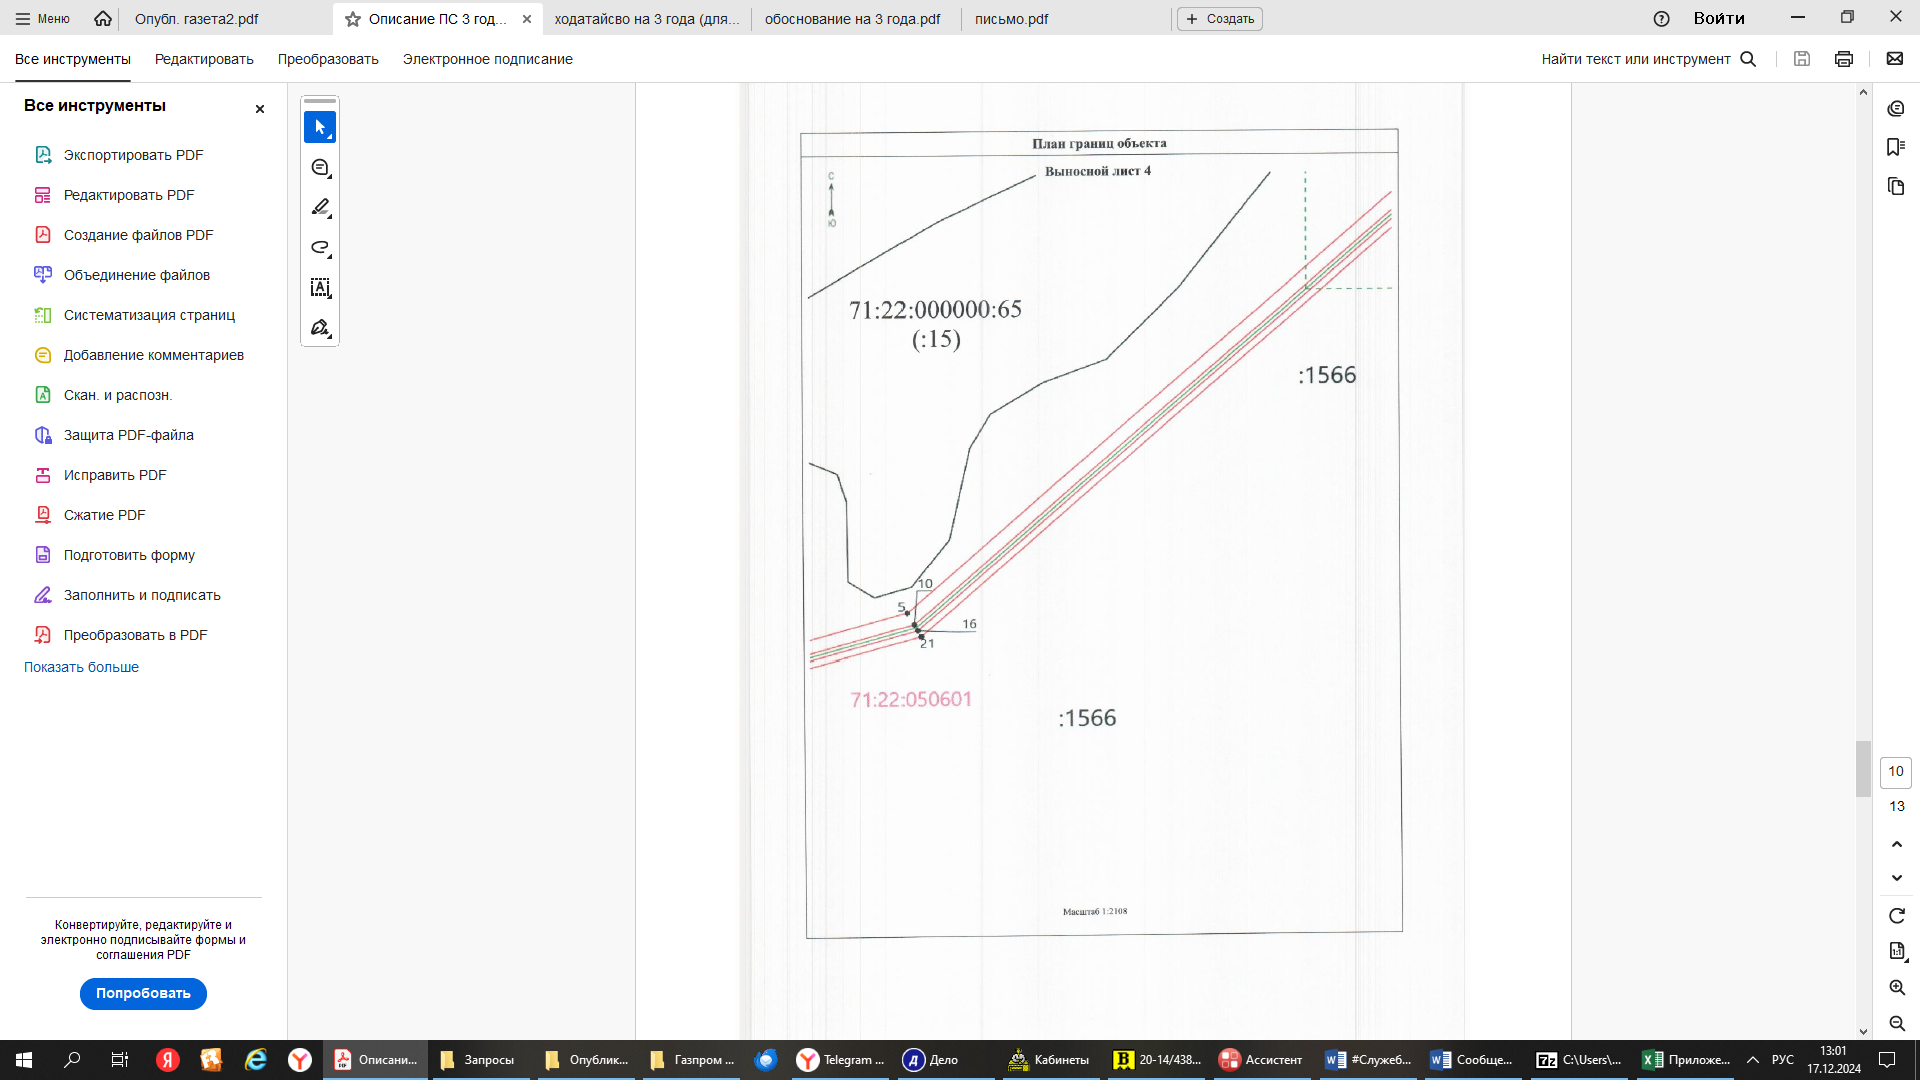 Меню
Опубл. газета2.pdf
Описание ПС 3 год...
ходатайсво на 3 года (для...
обоснование на 3 года.pdf
письмо.pdf
Создать
Войти
Все инструменты
Редактировать
Преобразовать
Электронное подписание
Найти текст или инструмент
Все инструменты
Экспортировать PDF
Редактировать PDF
Создание файлов PDF
Объединение файлов
Систематизация страниц
Добавление комментариев
Скан. и распозн.
Защита PDF-файла
Исправить PDF
Сжатие PDF
Подготовить форму
Заполнить и подписать
Преобразовать в PDF
Показать больше
Конвертируйте, редактируйте и
электронно подписывайте формы и
соглашения PDF
Попробовать
План границ объекта
Выносной лист 4
С
Ю
71:22:000000:65
(:15)
:1566
10
5
16
21
71:22:050601
:1566
Масштаб 1:2108
10
13
Описани...
Запросы
Опублик...
Газпром ...
Telegram ...
Дело
Кабинеты
20-14/438...
Ассистент
#Служеб...
Сообще...
C:\Users\...
Приложе...
РУС
13:01
17.12.2024